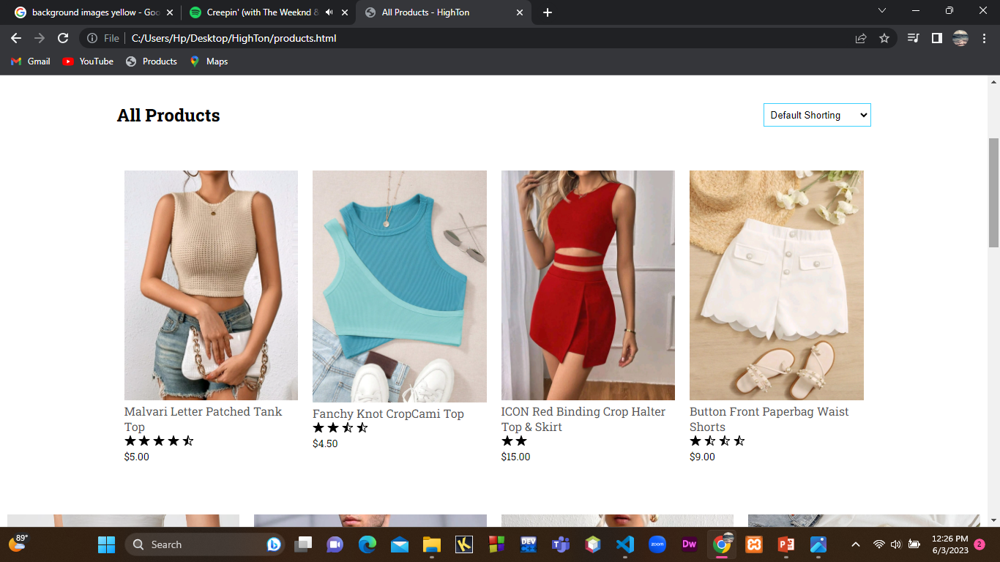 background images yellow - Goo
Creepin' (with The Weeknd &
All Products - HighTon
File
C:/Users/Hp/Desktop/HighTon/products.html
Gmail
YouTube
Products
Maps
All Products
Default Shorting
Malvari Letter Patched Tank
Top
$5.00
Fanchy Knot CropCami Top
$4.50
ICON Red Binding Crop Halter
Top & Skirt
$15.00
Button Front Paperbag Waist
Shorts
$9.00
89°
Search
DEV
zoom
Dw
12:26 PM
6/3/2023
2